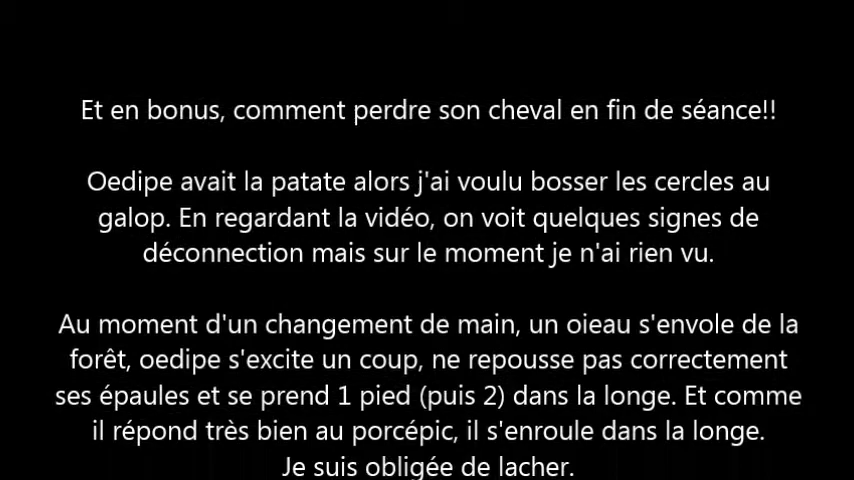 Et en bonus, comment perdre son cheval en fin de séance!!
Oedipe avait la patate alors j'ai voulu bosser les cercles au
galop. En regardant la vidéo, on voit quelques signes de
déconnection mais sur le moment je n'ai rien vu.
Au moment d'un changement de main, un oieau s'envole de la
forêt, oedipe s'excite un coup, ne repousse pas correctement
ses épaules et se prend 1 pied (puis 2) dans la longe. Et comme
il répond très bien au porcépic, il s'enroule dans la longe.
Je suis obligée de lacher.